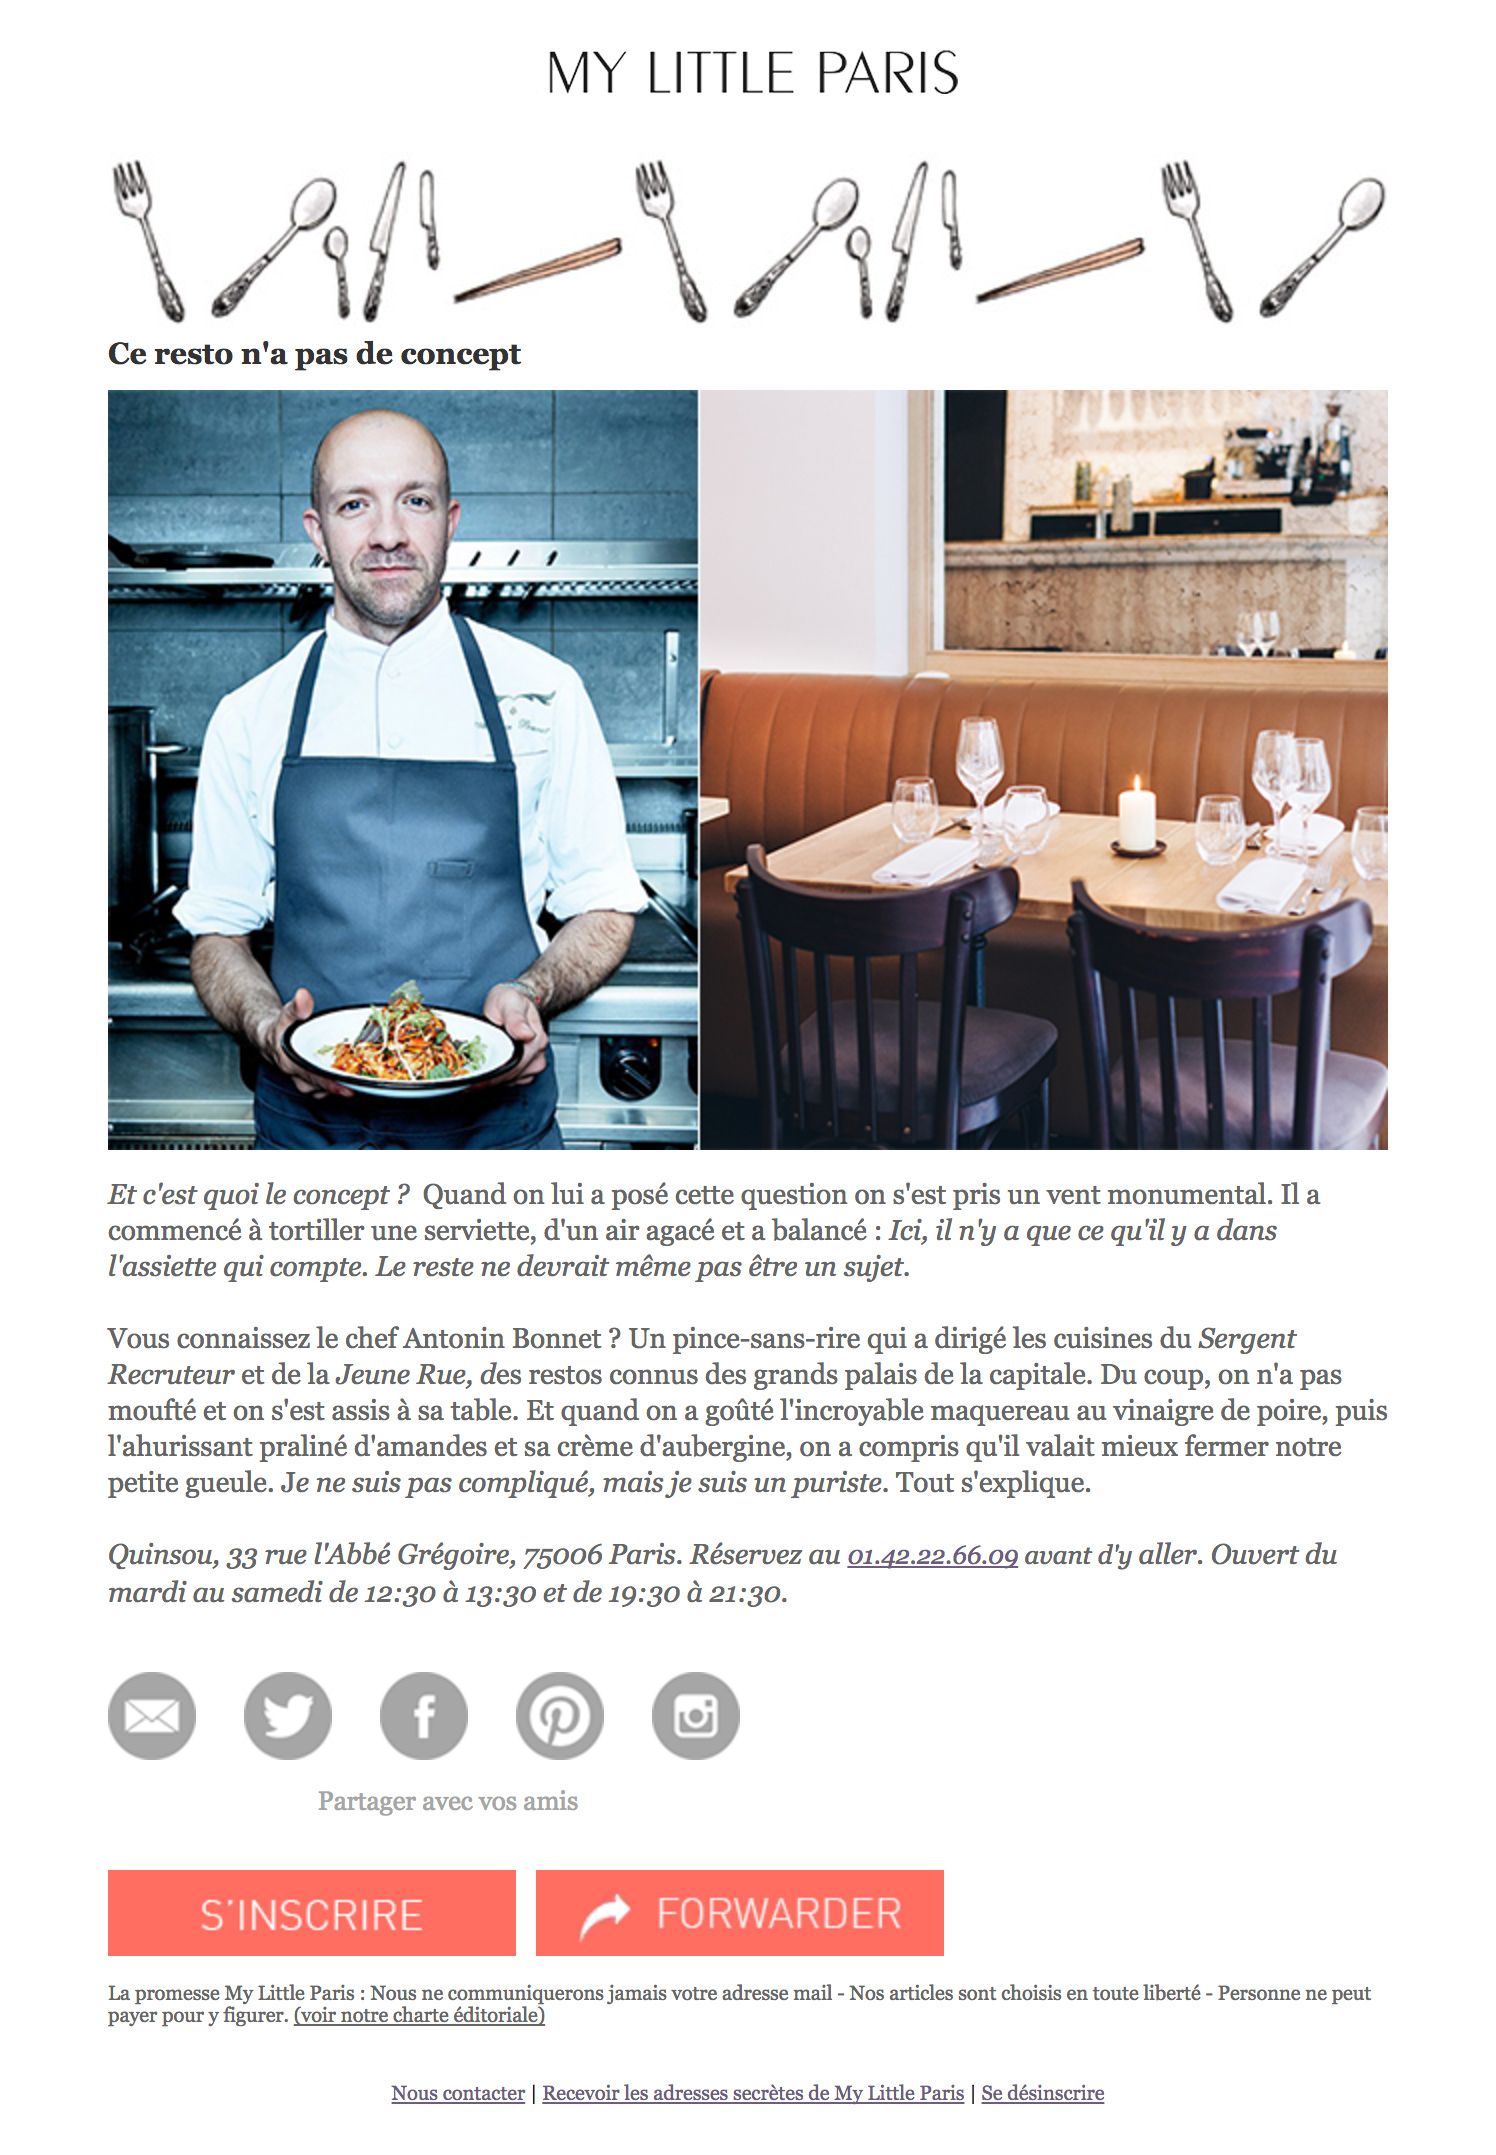 MY LITTLE PARIS
Ce resto n'a pas de concept
Et c'est quoi le concept ? Quand on lui a posé cette question on s'est pris un vent monumental. Il a
commencé à tortiller une serviette, d'un air agacé et a balancé : Ici, il n'y a que ce qu'il y a dans
l'assiette qui compte. Le reste ne devrait même pas être un sujet.
Vous connaissez le chef Antonin Bonnet ? Un pince-sans-rire qui a dirigé les cuisines du Sergent
Recruteur et de la Jeune Rue, des restos connus des grands palais de la capitale. Du coup, on n'a pas
moufté et on s'est assis à sa table. Et quand on a goûté l'incroyable maquereau au vinaigre de poire, puis
l'ahurissant praliné d'amandes et sa crème d'aubergine, on a compris qu'il valait mieux fermer notre
petite gueule. Je ne suis pas compliqué, mais je suis un puriste. Tout s'explique.
Quinsou, 33 rue l'Abbé Grégoire, 75006 Paris. Réservez au 01.42.22.66.09 avant d'y aller. Ouvert du
mardi au samedi de 12:30 à 13:30 et de 19:30 à 21:30.
Partager avec vos amis
S'INSCRIRE FORWARDER
La promesse My Little Paris : Nous ne communiquerons jamais votre adresse mail - Nos articles sont choisis en toute liberté - Personne ne peut
payer pour y figurer. (voir notre charte éditoriale)
Nous contacter | Recevoir les adresses secrètes de My Little Paris | Se désinscrire